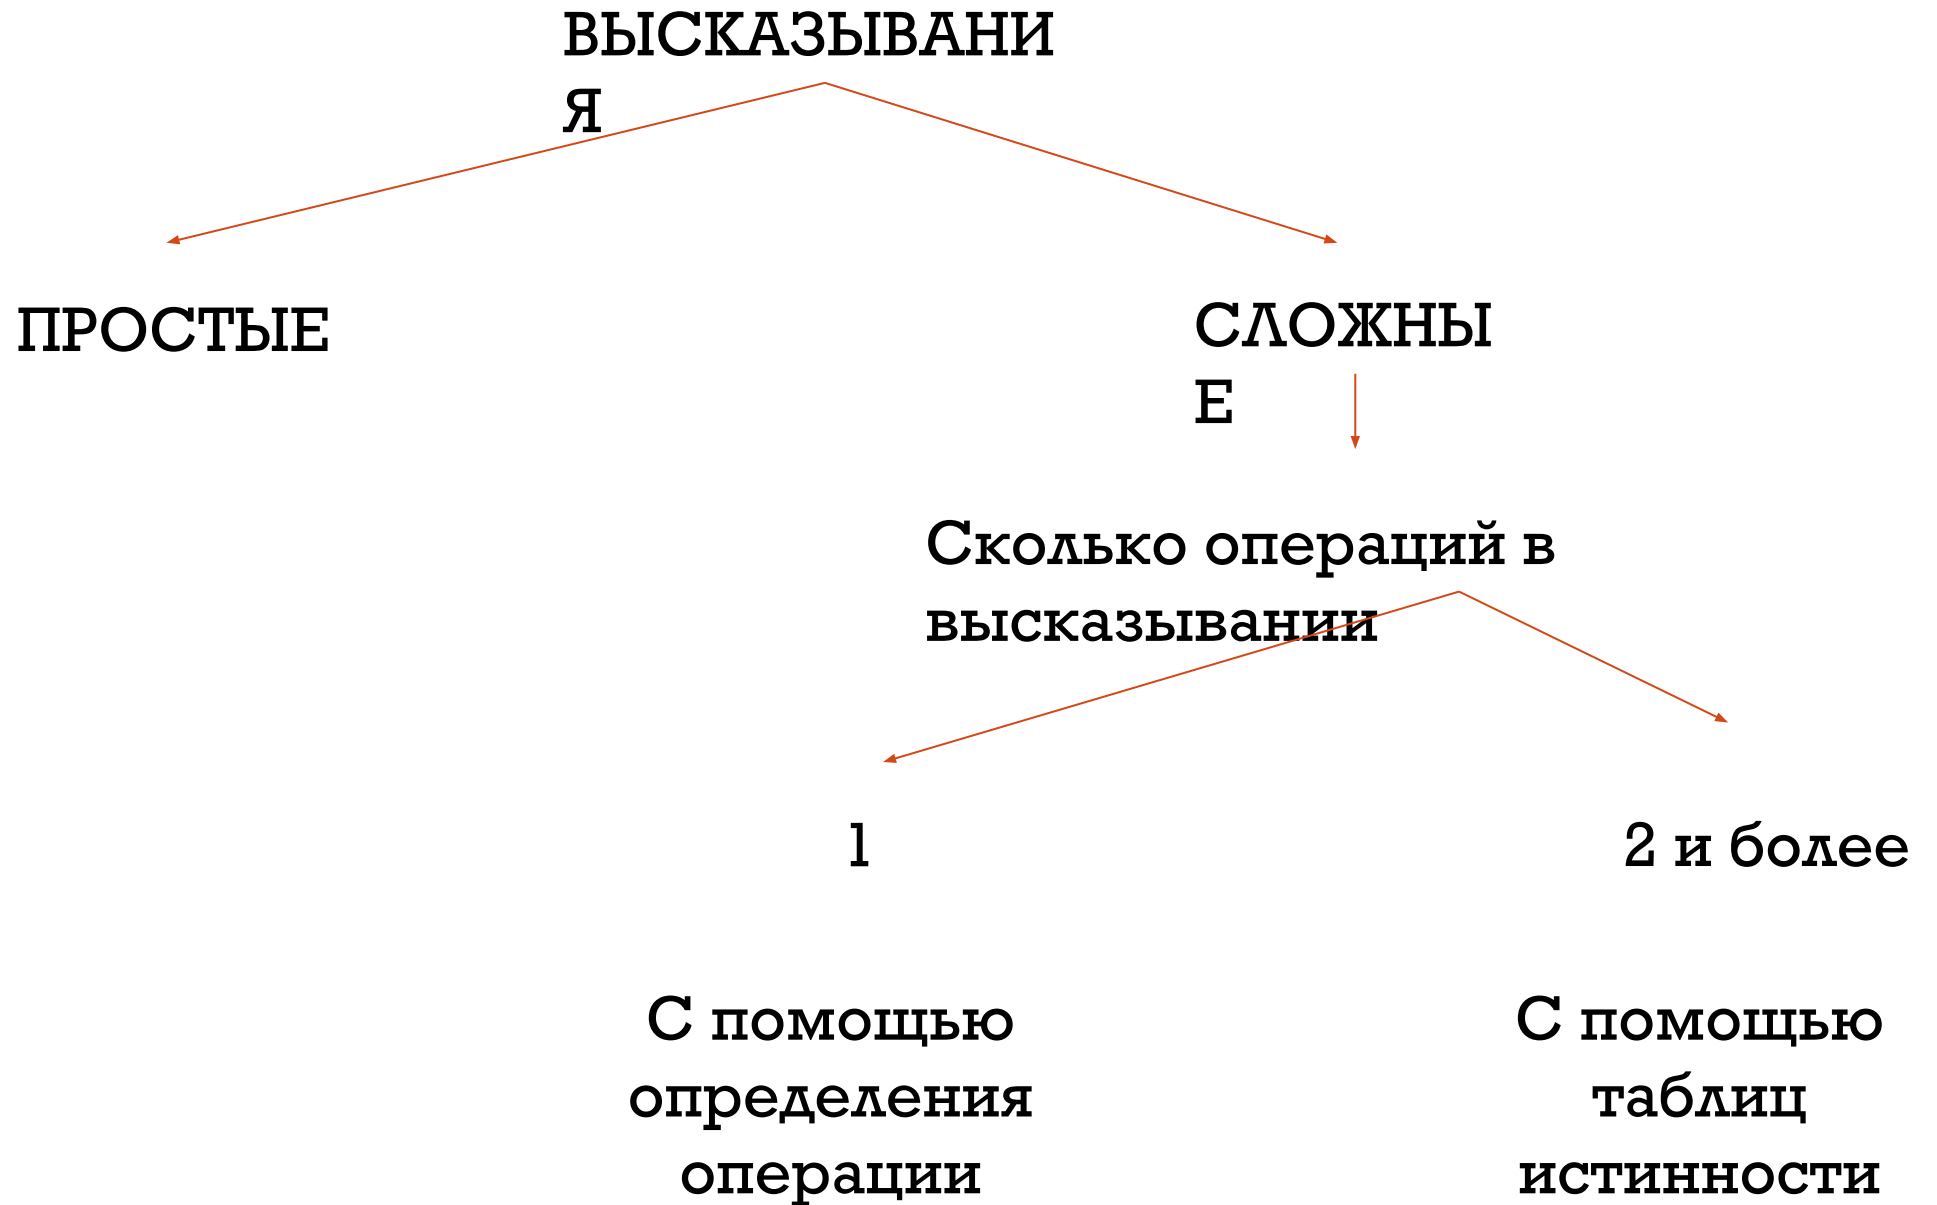 ВЫСКАЗЫВАНИ
Я
ПРОСТЫЕ
СЛОЖНЫ
Е
Сколько операций в
высказывании
1
2 и более
С помощью
определения
операции
С помощью
таблиц
истинности